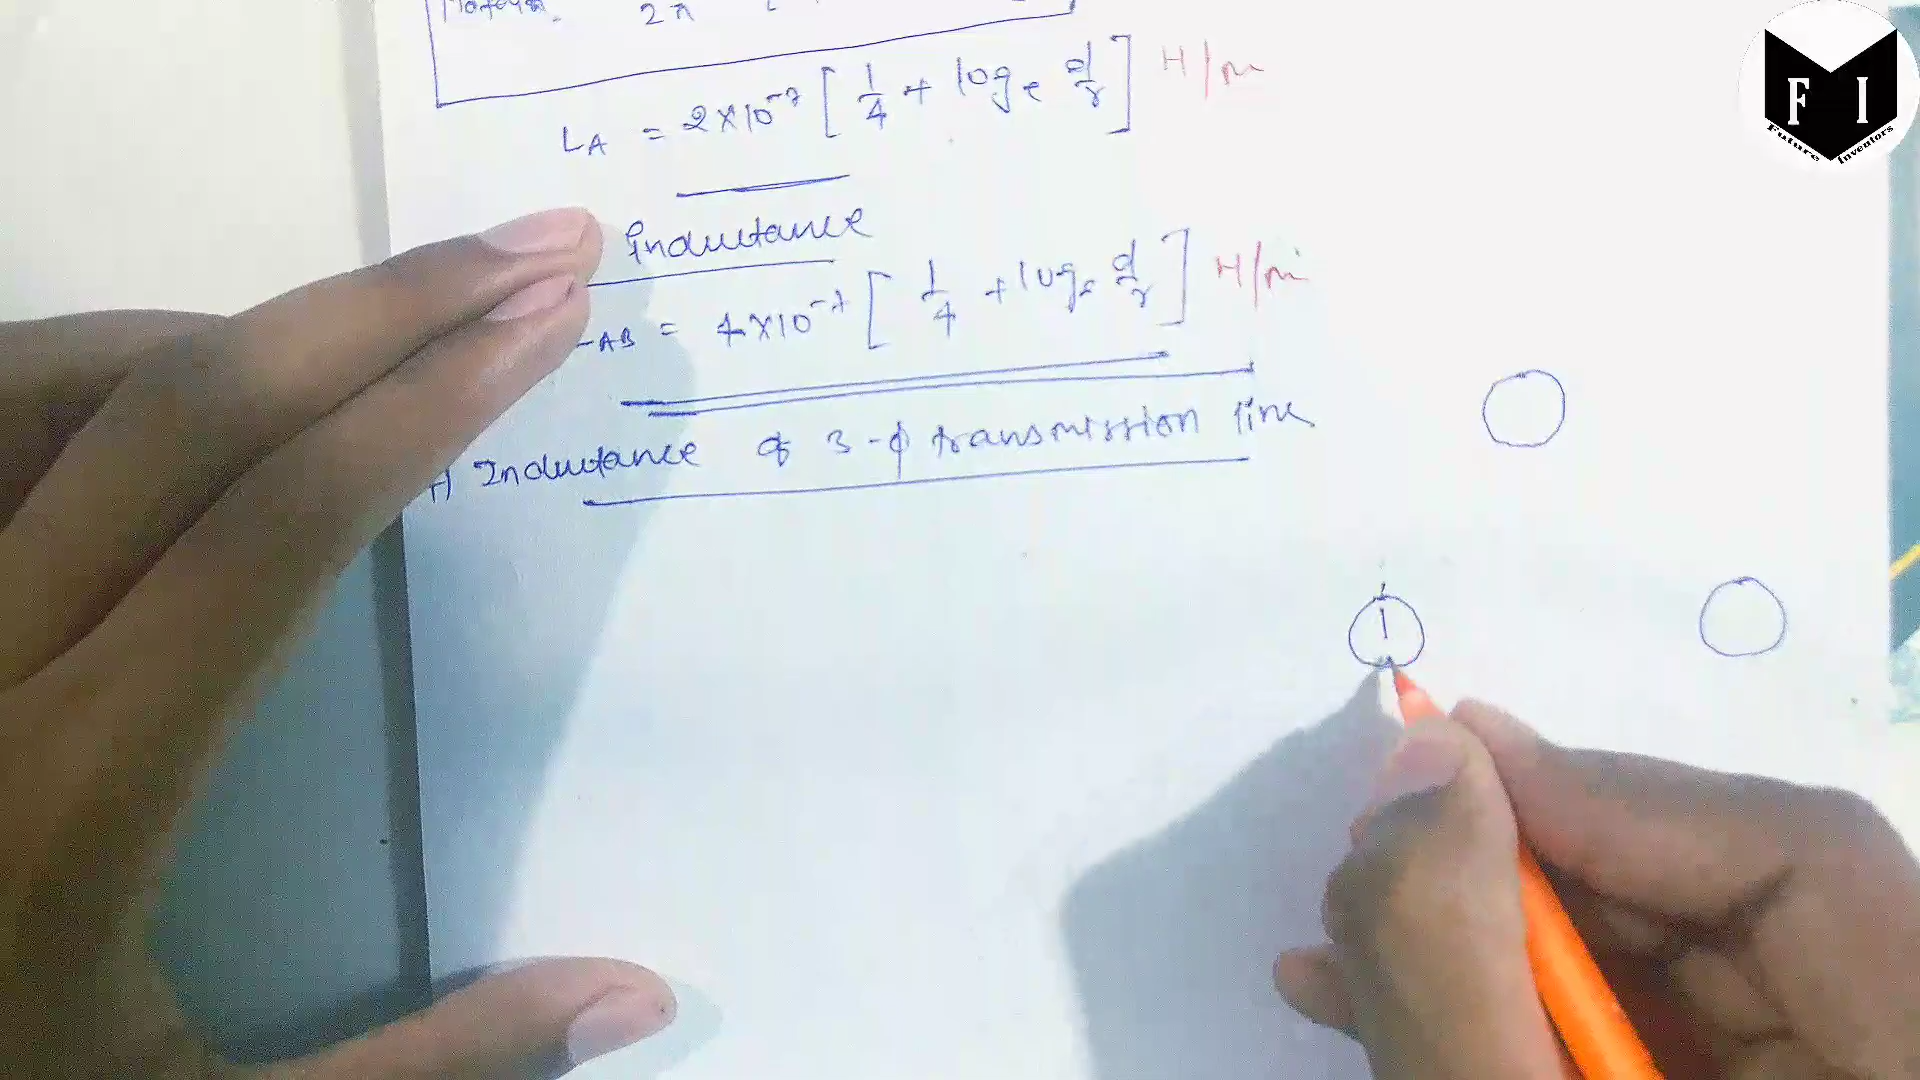 2π
L_A = 2×10⁻⁷ [ 1/4 + log_e d/r ] H/m
Inductance
AB = 4×10⁻⁷ [ 1/4 + log_e d/r ] H/m
Inductance of 3-ϕ transmission line
F I
Future Inventors